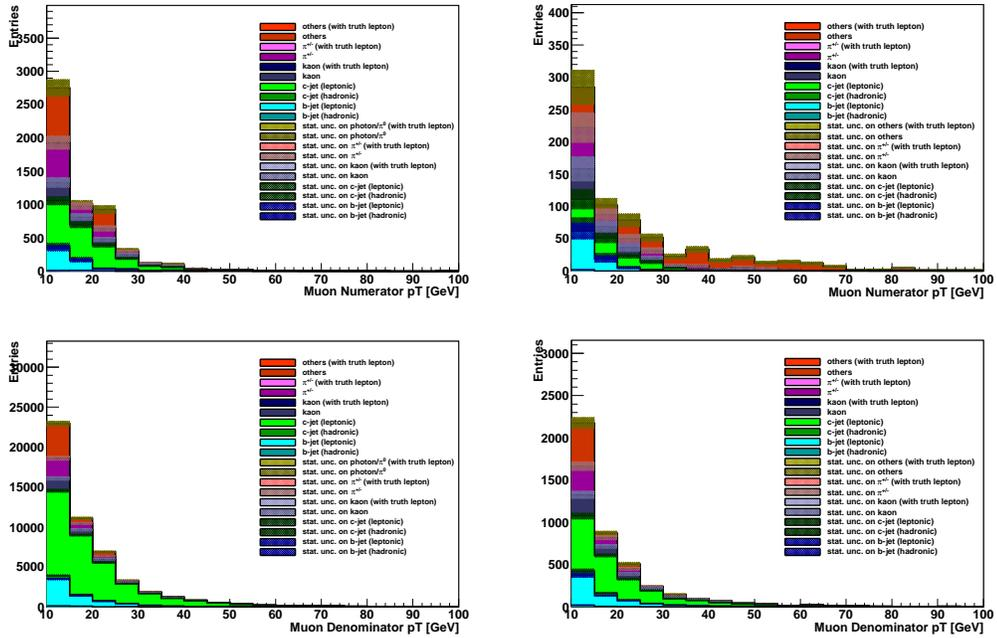 Entries
3500
3000
2500
2000
1500
1000
500
0
others (with truth lepton)
others
π+/- (with truth lepton)
π+/-
kaon (with truth lepton)
kaon
c-jet (leptonic)
c-jet (hadronic)
b-jet (leptonic)
b-jet (hadronic)
stat. unc. on photon/π⁰ (with truth lepton)
stat. unc. on photon/π⁰
stat. unc. on π+/- (with truth lepton)
stat. unc. on π+/-
stat. unc. on kaon (with truth lepton)
stat. unc. on kaon
stat. unc. on c-jet (leptonic)
stat. unc. on c-jet (hadronic)
stat. unc. on b-jet (leptonic)
stat. unc. on b-jet (hadronic)
10 20 30 40 50 60 70 80 90 100
Muon Numerator pT [GeV]
Entries
400
350
300
250
200
150
100
50
0
others (with truth lepton)
others
π+/- (with truth lepton)
π+/-
kaon (with truth lepton)
kaon
c-jet (leptonic)
c-jet (hadronic)
b-jet (leptonic)
b-jet (hadronic)
stat. unc. on others (with truth lepton)
stat. unc. on others
stat. unc. on π+/- (with truth lepton)
stat. unc. on π+/-
stat. unc. on kaon (with truth lepton)
stat. unc. on kaon
stat. unc. on c-jet (leptonic)
stat. unc. on c-jet (hadronic)
stat. unc. on b-jet (leptonic)
stat. unc. on b-jet (hadronic)
10 20 30 40 50 60 70 80 90 100
Muon Numerator pT [GeV]
Entries
25000
20000
15000
10000
5000
0
others (with truth lepton)
others
π+/- (with truth lepton)
π+/-
kaon (with truth lepton)
kaon
c-jet (leptonic)
c-jet (hadronic)
b-jet (leptonic)
b-jet (hadronic)
stat. unc. on photon/π⁰ (with truth lepton)
stat. unc. on photon/π⁰
stat. unc. on π+/- (with truth lepton)
stat. unc. on π+/-
stat. unc. on kaon (with truth lepton)
stat. unc. on kaon
stat. unc. on c-jet (leptonic)
stat. unc. on c-jet (hadronic)
stat. unc. on b-jet (leptonic)
stat. unc. on b-jet (hadronic)
10 20 30 40 50 60 70 80 90 100
Muon Denominator pT [GeV]
Entries
3000
2500
2000
1500
1000
500
0
others (with truth lepton)
others
π+/- (with truth lepton)
π+/-
kaon (with truth lepton)
kaon
c-jet (leptonic)
c-jet (hadronic)
b-jet (leptonic)
b-jet (hadronic)
stat. unc. on others (with truth lepton)
stat. unc. on others
stat. unc. on π+/- (with truth lepton)
stat. unc. on π+/-
stat. unc. on kaon (with truth lepton)
stat. unc. on kaon
stat. unc. on c-jet (leptonic)
stat. unc. on c-jet (hadronic)
stat. unc. on b-jet (leptonic)
stat. unc. on b-jet (hadronic)
10 20 30 40 50 60 70 80 90 100
Muon Denominator pT [GeV]